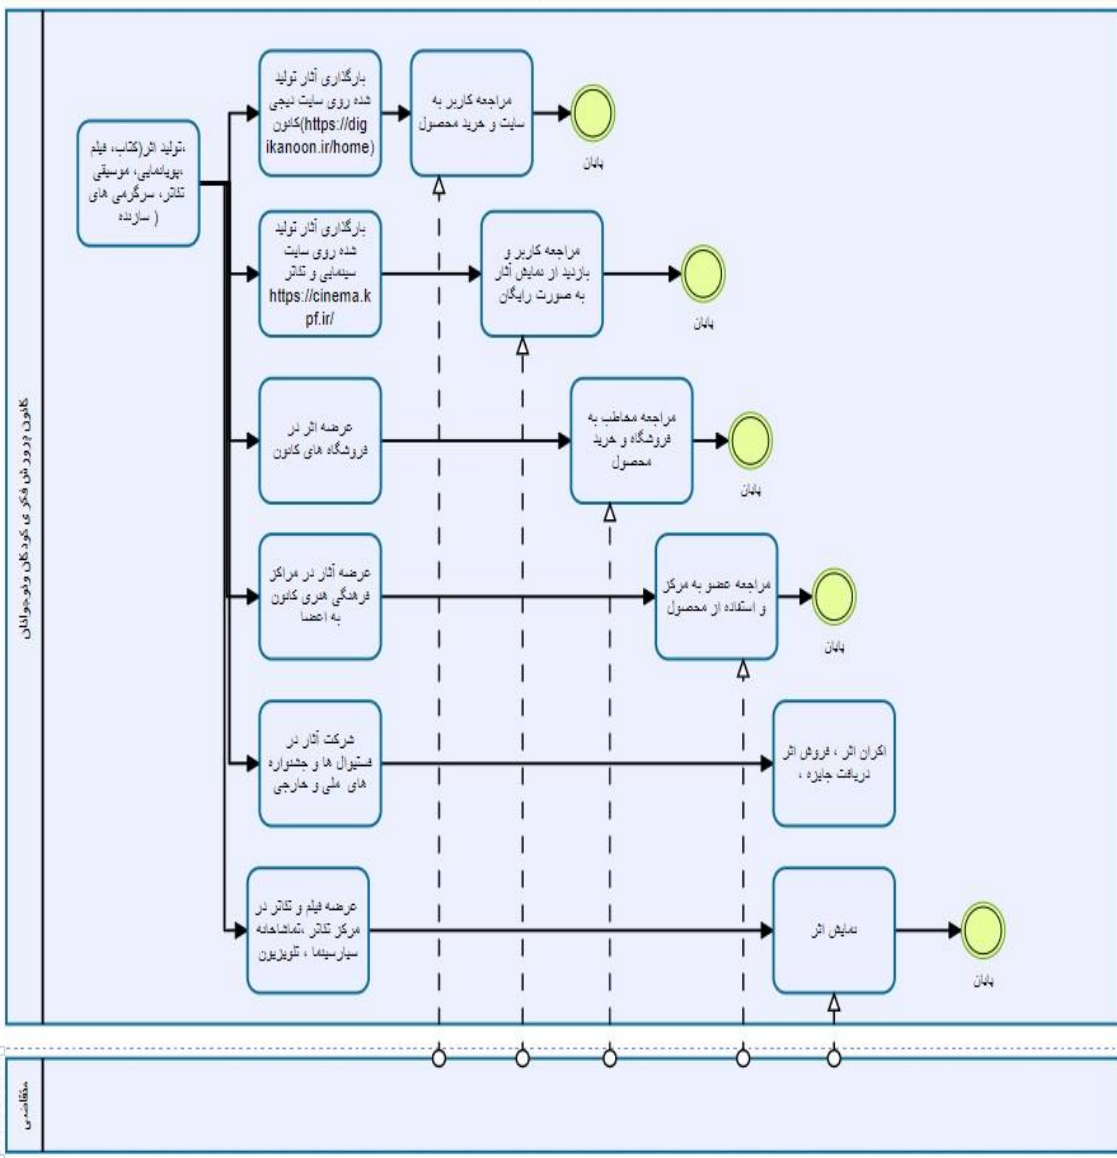 کانون پرورش فکری کودکان و نوجوانان
تولید اثر(کتاب، فیلم،
پویانمایی، موسیقی،
تئاتر، سرگرمی های
سازنده )
بارگذاری آثار تولید
شده روی سایت دیجی
کانون(https://dig
ikanoon.ir/home)
مراجعه کاربر به
سایت و خرید محصول
پایان
بارگذاری آثار تولید
شده روی سایت
سینمایی و تئاتر
https://cinema.k
pf.ir/
مراجعه کاربر و
بازدید از نمایش آثار
به صورت رایگان
پایان
عرضه اثر در
فروشگاه های کانون
مراجعه مخاطب به
فروشگاه و خرید
محصول
پایان
عرضه آثار در مراکز
فرهنگی هنری کانون
به اعضا
مراجعه عضو به مرکز
و استفاده از محصول
پایان
شرکت آثار در
فستیوال ها و جشنواره
های  ملی و خارجی
اکران اثر ، فروش اثر
، دریافت جایزه
عرضه فیلم و تئاتر در
مرکز تئاتر ،تماشاخانه
سیارسینما ، تلویزیون
نمایش اثر
پایان
متقاضی